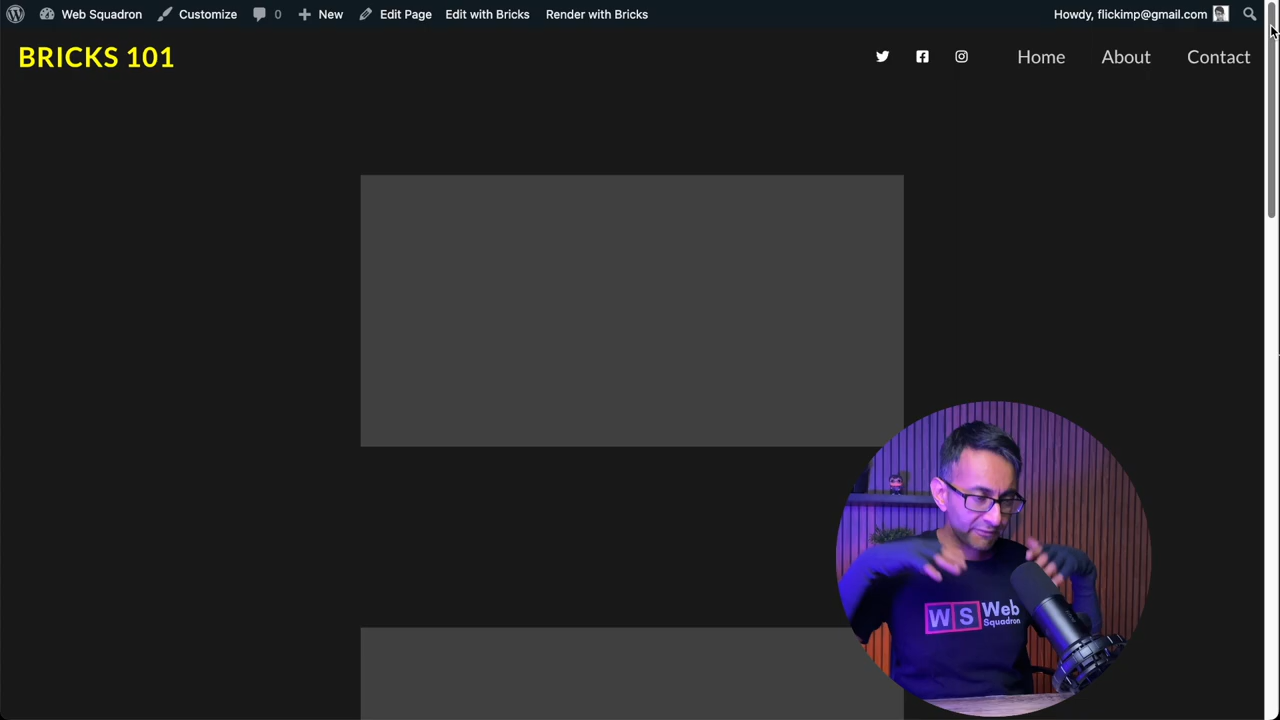 Web Squadron Customize 0 New Edit Page Edit with Bricks Render with Bricks Howdy, flickimp@gmail.com
BRICKS 101 Home About Contact
WS Web
Squadron